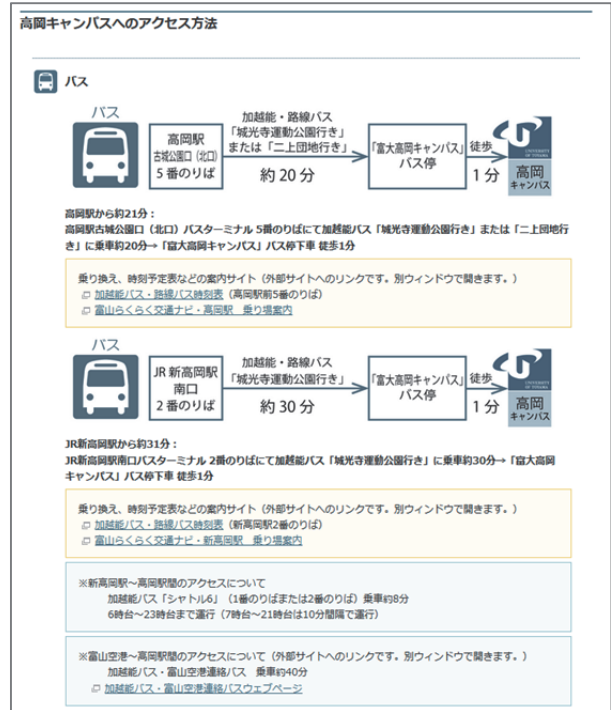 高岡キャンパスへのアクセス方法
バス
バス
高岡駅
古城公園口（北口）
5 番のりば
加越能・路線バス
「城光寺運動公園行き」
または「二上団地行き」
約 20 分
「富大高岡キャンパス」
バス停
徒歩
1 分
UNIVERSITY
OF TOYAMA
高岡
キャンパス
高岡駅から約21分：
高岡駅古城公園口（北口）バスターミナル 5番のりばにて加越能バス「城光寺運動公園行き」または「二上団地行
き」に乗車約20分→「富大高岡キャンパス」バス停下車 徒歩1分
乗り換え、時刻予定表などの案内サイト（外部サイトへのリンクです。別ウィンドウで開きます。）
加越能バス・路線バス時刻表（高岡駅前5番のりば）
富山らくらく交通ナビ・高岡駅　乗り場案内
バス
JR 新高岡駅
南口
2 番のりば
加越能・路線バス
「城光寺運動公園行き」
約 30 分
「富大高岡キャンパス」
バス停
徒歩
1 分
UNIVERSITY
OF TOYAMA
高岡
キャンパス
JR新高岡駅から約31分：
JR新高岡駅南口バスターミナル 2番のりばにて加越能バス「城光寺運動公園行き」に乗車約30分→「富大高岡
キャンパス」バス停下車 徒歩1分
乗り換え、時刻予定表などの案内サイト（外部サイトへのリンクです。別ウィンドウで開きます。）
加越能バス・路線バス時刻表（新高岡駅2番のりば）
富山らくらく交通ナビ・新高岡駅　乗り場案内
※新高岡駅～高岡駅間のアクセスについて
加越能バス「シャトル6」（1番のりばまたは2番のりば）乗車約8分
6時台～23時台まで運行（7時台～21時台は10分間隔で運行）
※富山空港～高岡駅間のアクセスについて（外部サイトへのリンクです。別ウィンドウで開きます。）
加越能バス・富山空港連絡バス　乗車約40分
加越能バス・富山空港連絡バスウェブページ